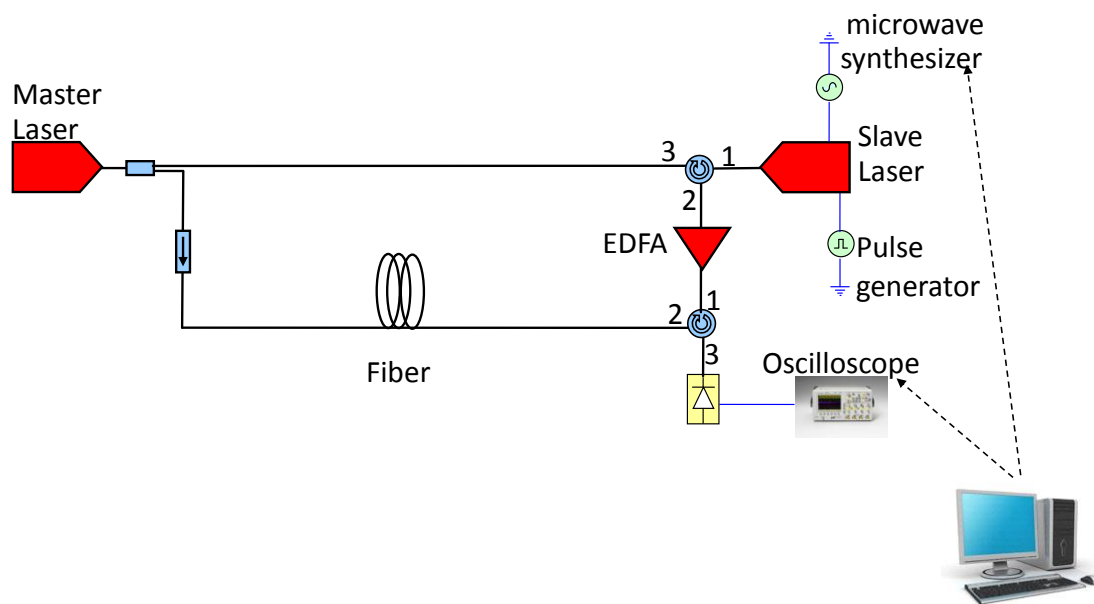 microwave
synthesizer
Master
Laser
3
1
Slave
Laser
2
EDFA
Pulse
generator
1
2
3
Fiber
Oscilloscope